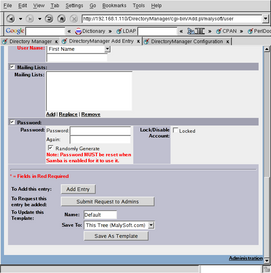 File Edit View Go Bookmarks Tools Help
http://192.168.1.110/DirectoryManager/cgi-bin/Add.pl/malysoft/user
Google Dictionary LDAP CPAN
Directory Manager DirectoryManager Add Entry DirectoryManager Configuration
User Name: First Name
Mailing Lists:
Mailing Lists:
Add | Replace | Remove
Password:
Password: Password Lock/Disable Account: Locked
Again:
Randomly Generate
Note: Password MUST be reset when
Samba is enabled for it to use it.
* = Fields in Red Required
To Add this entry: Add Entry
To Request this entry be added: Submit Request to Admins
To Update this Template: Name: Default
Save To: This Tree (MalySoft.com)
Save As Template
Administration